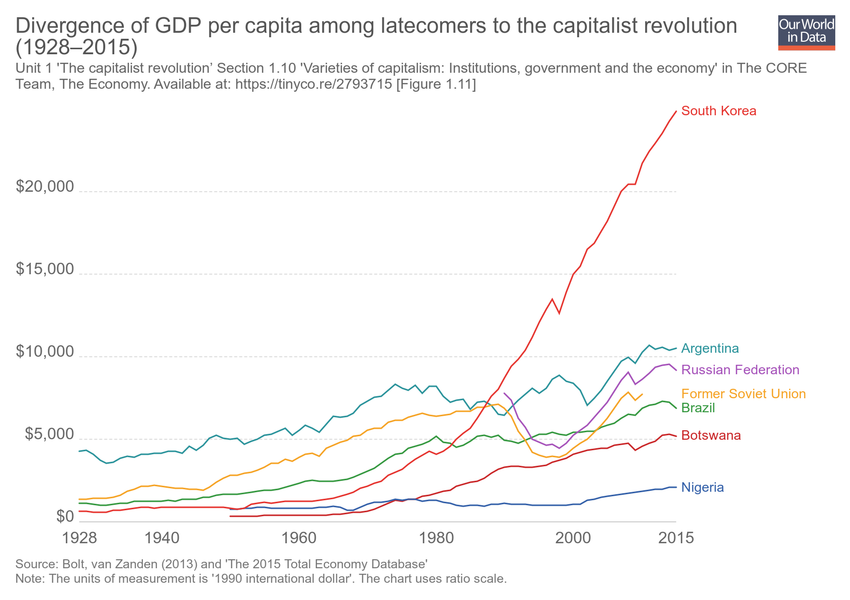 Divergence of GDP per capita among latecomers to the capitalist revolution
(1928–2015)
Our World
in Data
Unit 1 'The capitalist revolution' Section 1.10 'Varieties of capitalism: Institutions, government and the economy' in The CORE
Team, The Economy. Available at: https://tinyco.re/2793715 [Figure 1.11]
South Korea
$20,000
$15,000
$10,000
Argentina
Russian Federation
Former Soviet Union
Brazil
$5,000
Botswana
Nigeria
$0
1928
1940
1960
1980
2000
2015
Source: Bolt, van Zanden (2013) and 'The 2015 Total Economy Database'
Note: The units of measurement is '1990 international dollar'. The chart uses ratio scale.